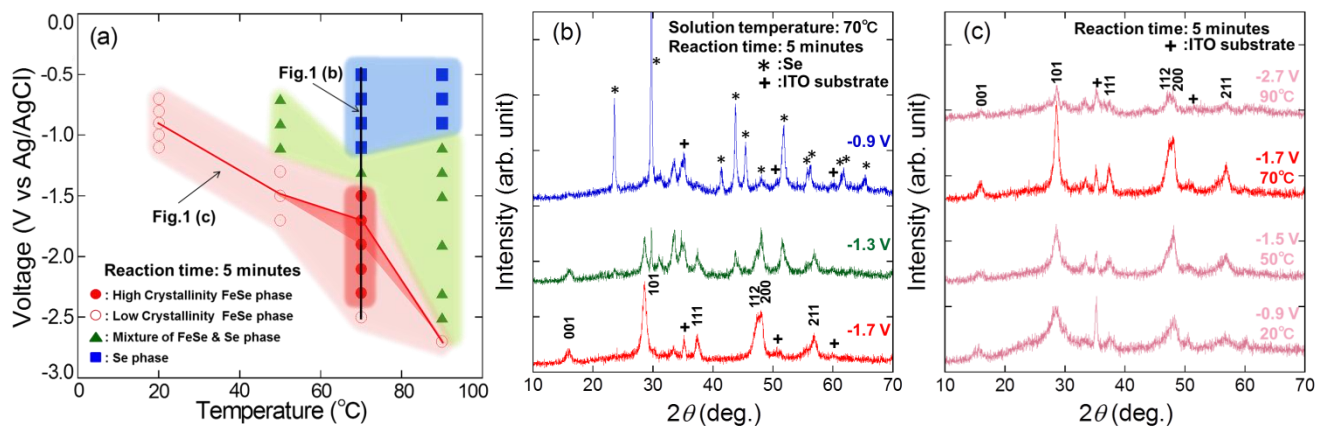 (a)
Voltage (V vs Ag/AgCl)
0.0
−0.5
−1.0
−1.5
−2.0
−2.5
−3.0
Fig.1 (b)
Fig.1 (c)
Reaction time: 5 minutes
: High Crystallinity FeSe phase
: Low Crystallinity FeSe phase
: Mixture of FeSe & Se phase
: Se phase
0 20 40 60 80 100
Temperature (°C)
(b)
Intensity (arb. unit)
Solution temperature: 70°C
Reaction time: 5 minutes
* :Se
+ :ITO substrate
* * + * * * * + * * * + * * *
-0.9 V
-1.3 V
001 101 + 111 112 200 + 211 +
-1.7 V
10 20 30 40 50 60 70
2θ (deg.)
(c)
Intensity (arb. unit)
Reaction time: 5 minutes
+ :ITO substrate
001 101 + 111 112 200 + 211
-2.7 V
90°C
-1.7 V
70°C
-1.5 V
50°C
-0.9 V
20°C
10 20 30 40 50 60 70
2θ (deg.)